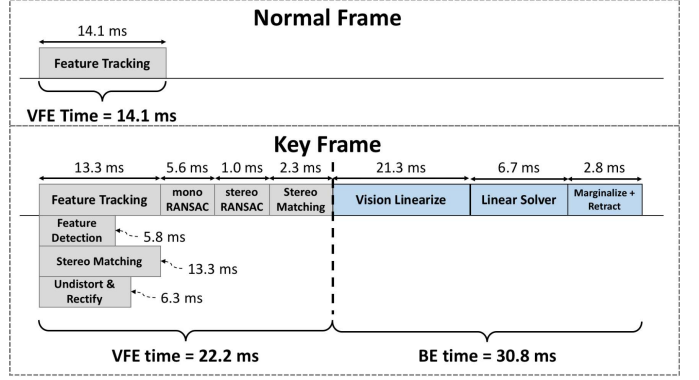 Normal Frame
14.1 ms
Feature Tracking
VFE Time = 14.1 ms
Key Frame
13.3 ms 5.6 ms 1.0 ms 2.3 ms 21.3 ms 6.7 ms 2.8 ms
Feature Tracking
mono
RANSAC
stereo
RANSAC
Stereo
Matching
Vision Linearize
Linear Solver
Marginalize +
Retract
Feature
Detection
5.8 ms
Stereo Matching
13.3 ms
Undistort &
Rectify
6.3 ms
VFE time = 22.2 ms
BE time = 30.8 ms